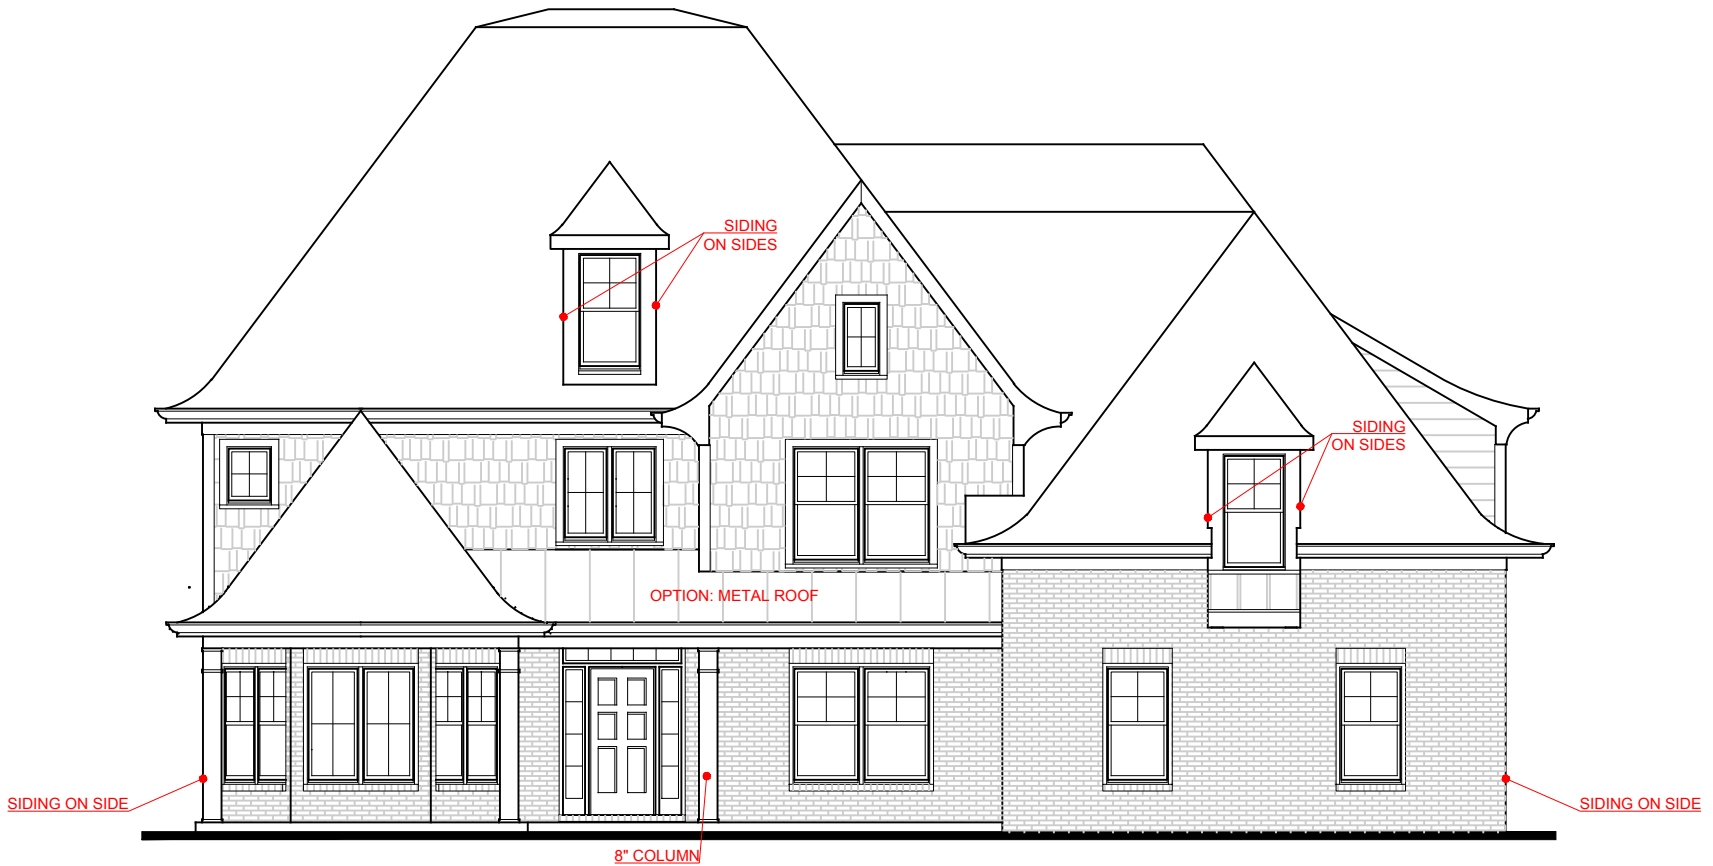 SIDING
ON SIDES
SIDING
ON SIDES
OPTION: METAL ROOF
SIDING ON SIDE
SIDING ON SIDE
8" COLUMN